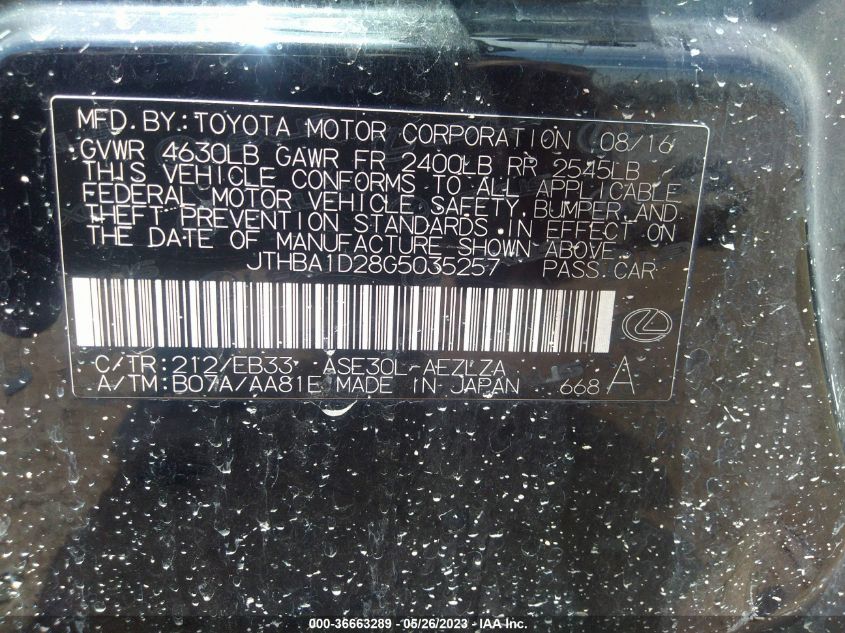 MFD. BY: TOYOTA MOTOR CORPORATION 08/16
GVWR 4630LB GAWR FR 2400LB RR 2545LB
THIS VEHICLE CONFORMS TO ALL APPLICABLE
FEDERAL MOTOR VEHICLE SAFETY, BUMPER, AND
THEFT PREVENTION STANDARDS IN EFFECT ON
THE DATE OF MANUFACTURE SHOWN ABOVE.
JTHBA1D28G5035257 PASS. CAR
C/TR: 212/EB33 ASE30L-AEZLZA
A/TM: B07A/AA81E MADE IN JAPAN 668 A
000-36663289 - 05/26/2023 - IAA Inc.